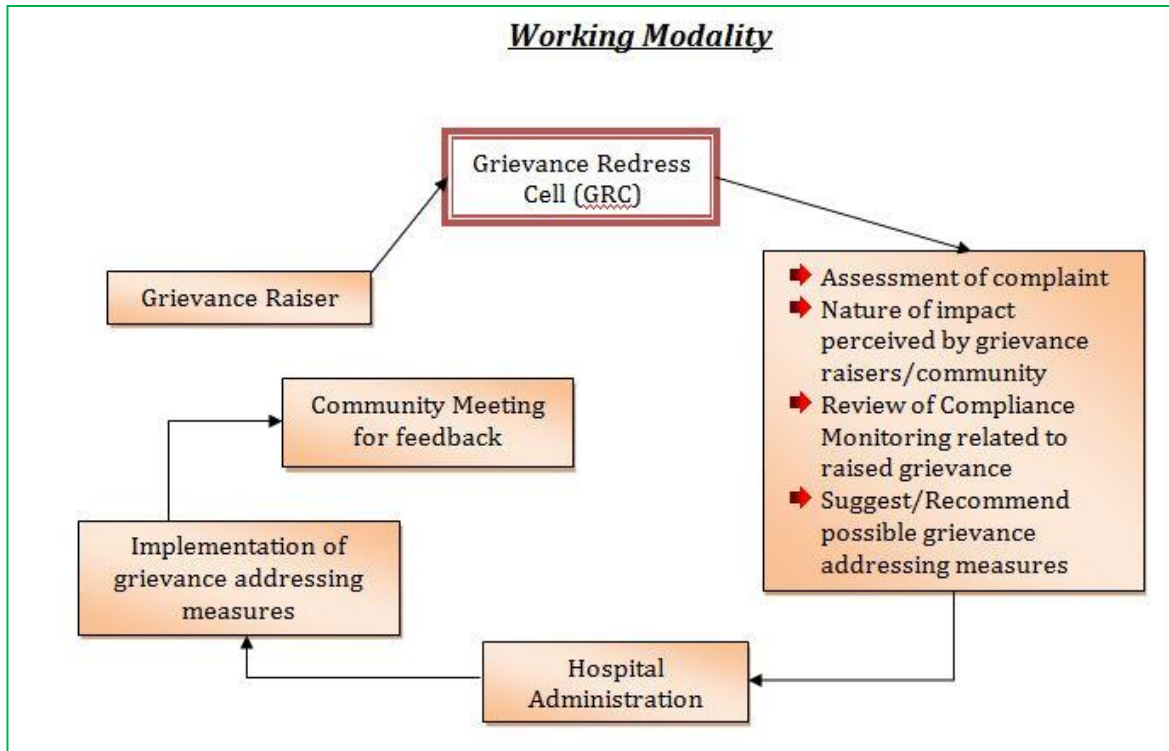 Working Modality
Grievance Redress
Cell (GRC)
Grievance Raiser
Assessment of complaint
Nature of impact
perceived by grievance
raisers/community
Review of Compliance
Monitoring related to
raised grievance
Suggest/Recommend
possible grievance
addressing measures
Community Meeting
for feedback
Implementation of
grievance addressing
measures
Hospital
Administration